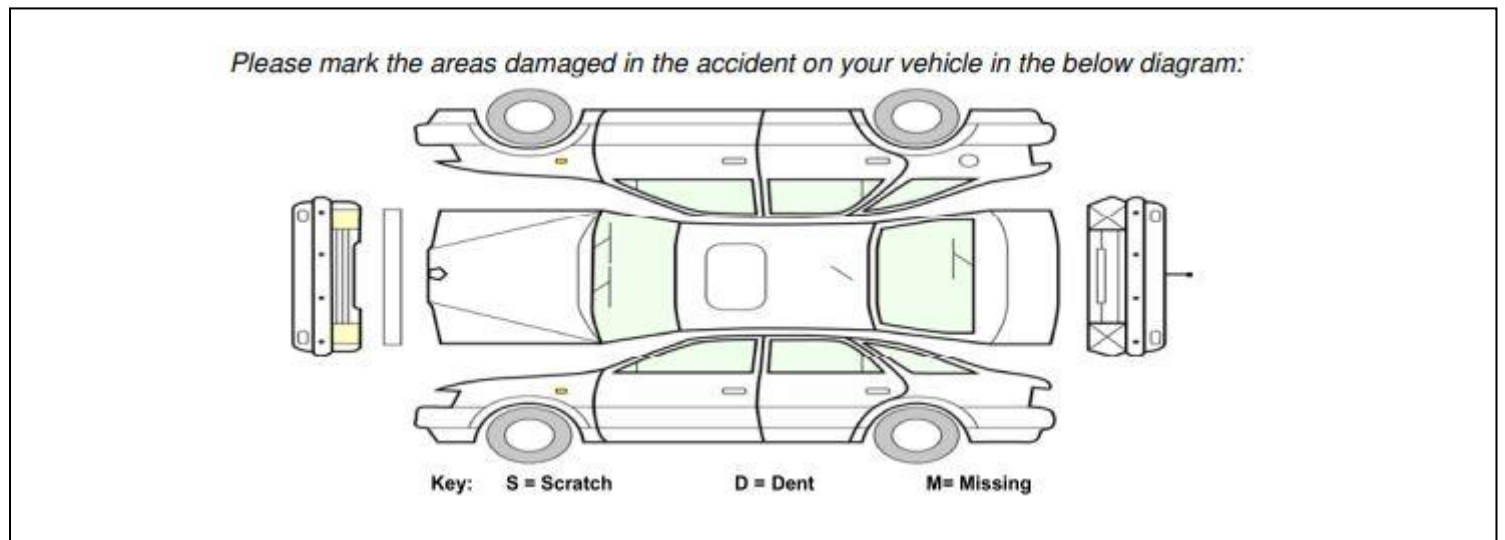 Please mark the areas damaged in the accident on your vehicle in the below diagram:
Key: S = Scratch D = Dent M= Missing